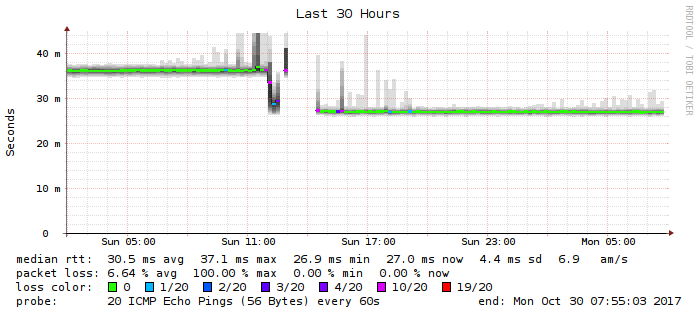 Last 30 Hours
RRDTOOL / TOBI OETIKER
Seconds
40 m
30 m
20 m
10 m
0
Sun 05:00 Sun 11:00 Sun 17:00 Sun 23:00 Mon 05:00
median rtt: 30.5 ms avg 37.1 ms max 26.9 ms min 27.0 ms now 4.4 ms sd 6.9 am/s
packet loss: 6.64 % avg 100.00 % max 0.00 % min 0.00 % now
loss color: 0 1/20 2/20 3/20 4/20 10/20 19/20
probe: 20 ICMP Echo Pings (56 Bytes) every 60s end: Mon Oct 30 07:55:03 2017